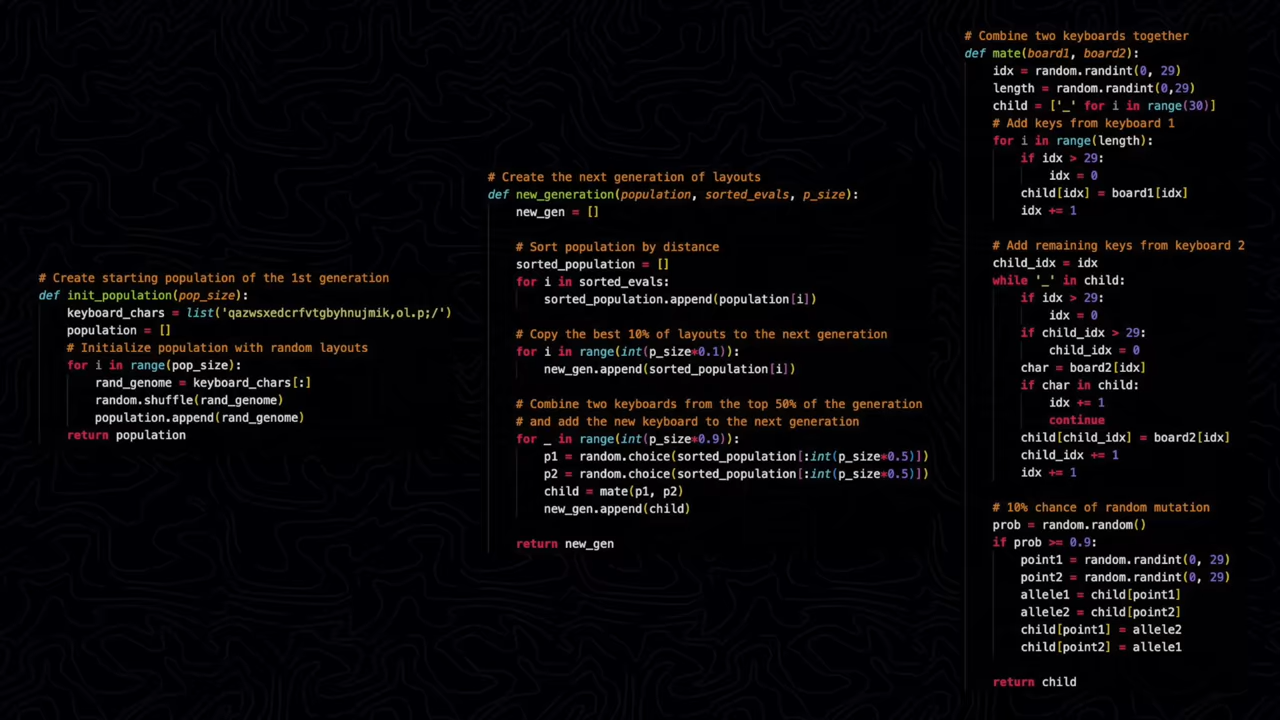 # Create starting population of the 1st generation
def init_population(pop_size):
    keyboard_chars = list('qazwsxedcrfvtgbyhnujmik,ol.p;/')
    population = []
    # Initialize population with random layouts
    for i in range(pop_size):
        rand_genome = keyboard_chars[:]
        random.shuffle(rand_genome)
        population.append(rand_genome)
    return population
# Create the next generation of layouts
def new_generation(population, sorted_evals, p_size):
    new_gen = []
    # Sort population by distance
    sorted_population = []
    for i in sorted_evals:
        sorted_population.append(population[i])
    # Copy the best 10% of layouts to the next generation
    for i in range(int(p_size*0.1)):
        new_gen.append(sorted_population[i])
    # Combine two keyboards from the top 50% of the generation
    # and add the new keyboard to the next generation
    for _ in range(int(p_size*0.9)):
        p1 = random.choice(sorted_population[:int(p_size*0.5)])
        p2 = random.choice(sorted_population[:int(p_size*0.5)])
        child = mate(p1, p2)
        new_gen.append(child)
    return new_gen
# Combine two keyboards together
def mate(board1, board2):
    idx = random.randint(0, 29)
    length = random.randint(0,29)
    child = ['_' for i in range(30)]
    # Add keys from keyboard 1
    for i in range(length):
        if idx > 29:
            idx = 0
        child[idx] = board1[idx]
        idx += 1
    # Add remaining keys from keyboard 2
    child_idx = idx
    while '_' in child:
        if idx > 29:
            idx = 0
        if child_idx > 29:
            child_idx = 0
        char = board2[idx]
        if char in child:
            idx += 1
            continue
        child[child_idx] = board2[idx]
        child_idx += 1
        idx += 1
    # 10% chance of random mutation
    prob = random.random()
    if prob >= 0.9:
        point1 = random.randint(0, 29)
        point2 = random.randint(0, 29)
        allele1 = child[point1]
        allele2 = child[point2]
        child[point1] = allele2
        child[point2] = allele1
    return child